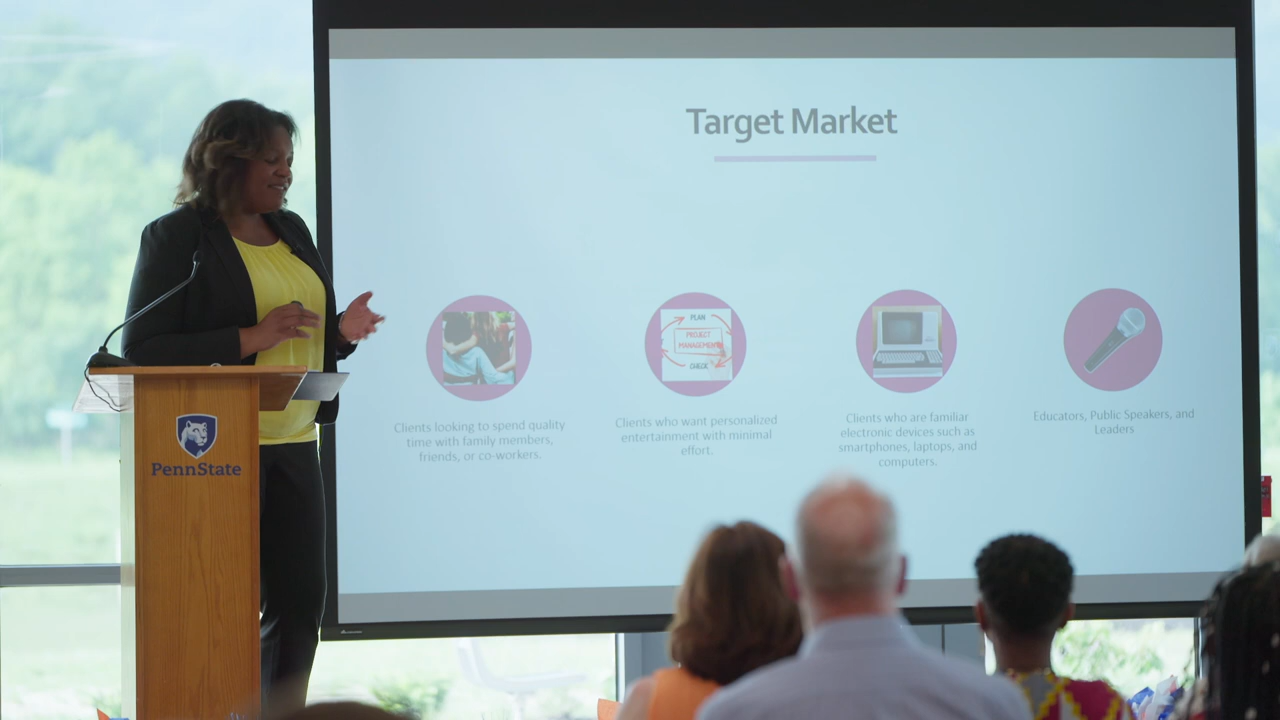 Target Market
PLAN
PROJECT
MANAGEMENT
CHECK
Clients looking to spend quality
time with family members,
friends, or co-workers.
Clients who want personalized
entertainment with minimal
effort.
Clients who are familiar
electronic devices such as
smartphones, laptops, and
computers.
Educators, Public Speakers, and
Leaders
PennState